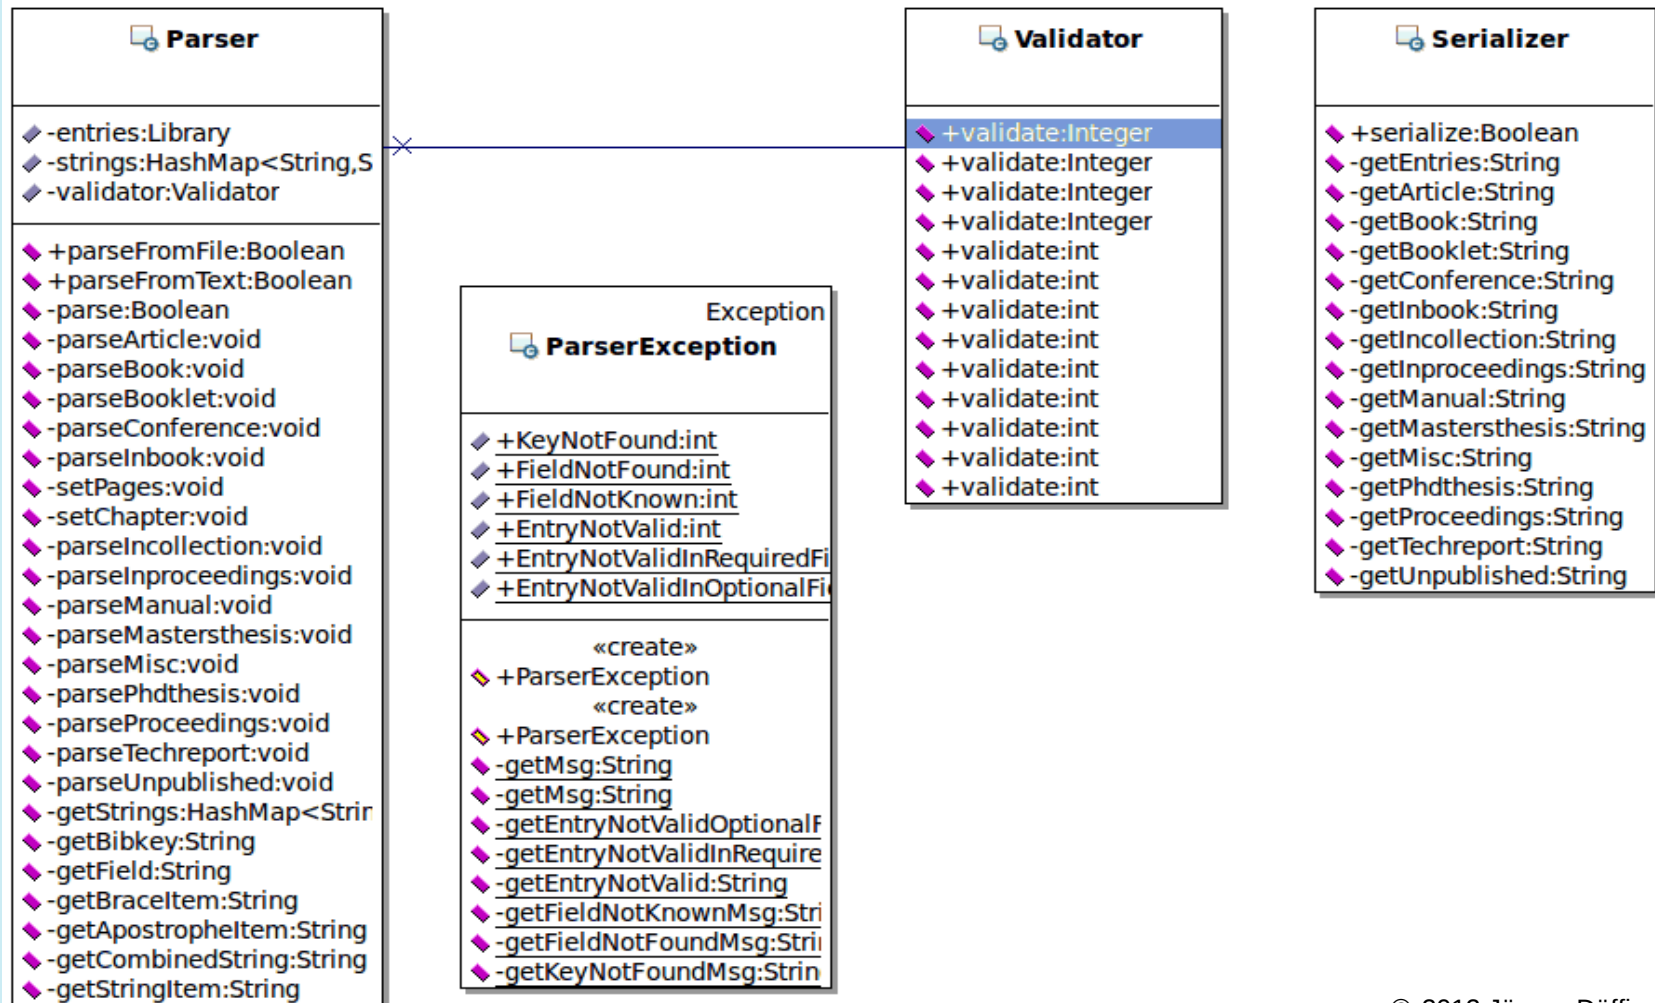 Parser
-entries:Library
-strings:HashMap<String,S
-validator:Validator
+parseFromFile:Boolean
+parseFromText:Boolean
-parse:Boolean
-parseArticle:void
-parseBook:void
-parseBooklet:void
-parseConference:void
-parseInbook:void
-setPages:void
-setChapter:void
-parseIncollection:void
-parseInproceedings:void
-parseManual:void
-parseMastersthesis:void
-parseMisc:void
-parsePhdthesis:void
-parseProceedings:void
-parseTechreport:void
-parseUnpublished:void
-getStrings:HashMap<Strin
-getBibkey:String
-getField:String
-getBraceItem:String
-getApostropheItem:String
-getCombinedString:String
-getStringItem:String
Exception
ParserException
+KeyNotFound:int
+FieldNotFound:int
+FieldNotKnown:int
+EntryNotValid:int
+EntryNotValidInRequiredFi
+EntryNotValidInOptionalFi
«create»
+ParserException
«create»
+ParserException
-getMsg:String
-getMsg:String
-getEntryNotValidOptionalF
-getEntryNotValidInRequire
-getEntryNotValid:String
-getFieldNotKnownMsg:Stri
-getFieldNotFoundMsg:Strin
-getKeyNotFoundMsg:Strin
Validator
+validate:Integer
+validate:Integer
+validate:Integer
+validate:Integer
+validate:int
+validate:int
+validate:int
+validate:int
+validate:int
+validate:int
+validate:int
+validate:int
+validate:int
Serializer
+serialize:Boolean
-getEntries:String
-getArticle:String
-getBook:String
-getBooklet:String
-getConference:String
-getInbook:String
-getIncollection:String
-getInproceedings:String
-getManual:String
-getMastersthesis:String
-getMisc:String
-getPhdthesis:String
-getProceedings:String
-getTechreport:String
-getUnpublished:String